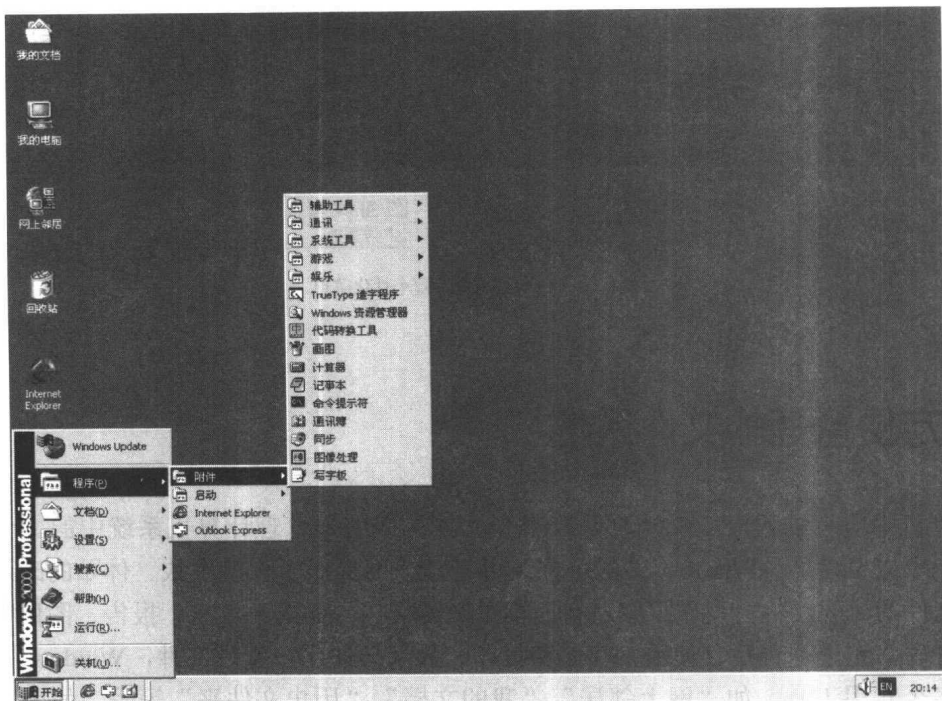 我的文档
我的电脑
网上邻居
回收站
Internet
Explorer
Windows Update
程序(P)
文档(D)
设置(S)
搜索(C)
帮助(H)
运行(R)...
关机(U)...
Windows 2000 Professional
附件
启动
Internet Explorer
Outlook Express
辅助工具
通讯
系统工具
游戏
娱乐
TrueType 造字程序
Windows 资源管理器
代码转换工具
画图
计算器
记事本
命令提示符
通讯簿
同步
图像处理
写字板
开始
EN
20:14